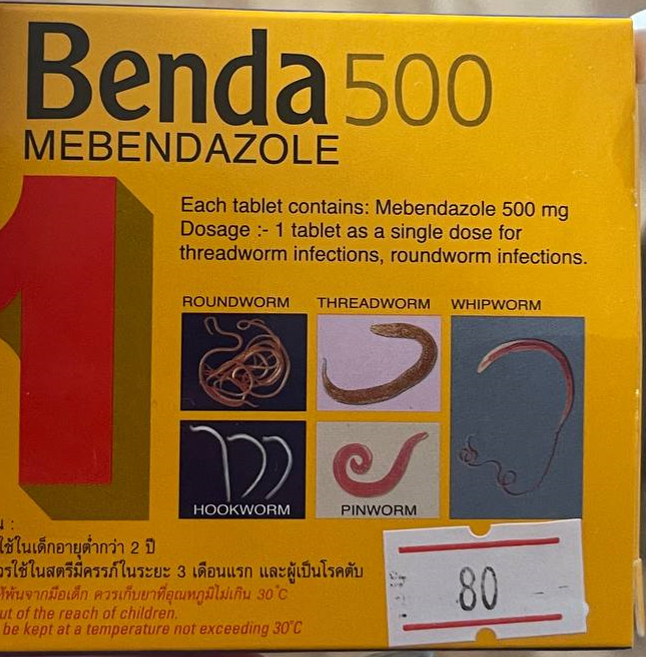 Benda 500
MEBENDAZOLE
1
Each tablet contains: Mebendazole 500 mg
Dosage :- 1 tablet as a single dose for
threadworm infections, roundworm infections.
ROUNDWORM THREADWORM WHIPWORM
HOOKWORM PINWORM
:
ใช้ในเด็กอายุต่ำกว่า 2 ปี
รใช้ในสตรีมีครรภ์ในระยะ 3 เดือนแรก และผู้เป็นโรคตับ
ห้พ้นจากมือเด็ก ควรเก็บยาที่อุณหภูมิไม่เกิน 30°C
ut of the reach of children.
be kept at a temperature not exceeding 30°C
80